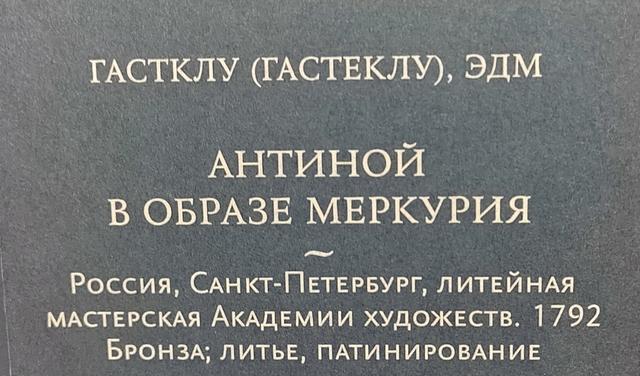 ГАСТКЛУ (ГАСТЕКЛУ), ЭДМ
АНТИНОЙ
В ОБРАЗЕ МЕРКУРИЯ
~
Россия, Санкт-Петербург, литейная
мастерская Академии художеств. 1792
Бронза; литье, патинирование